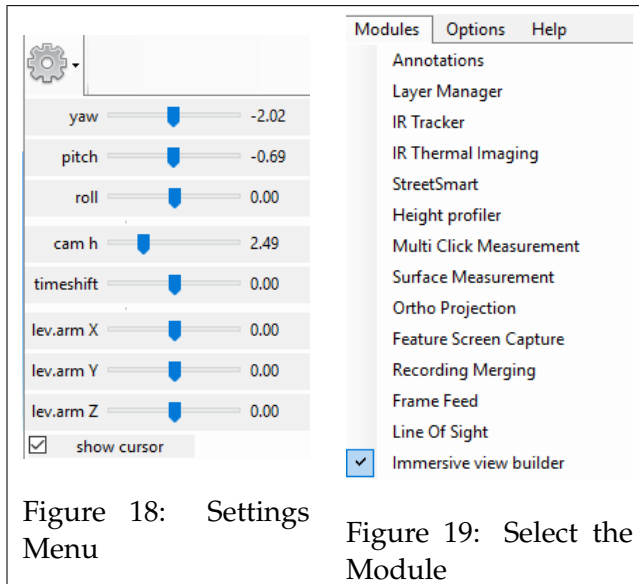 yaw -2.02
pitch -0.69
roll 0.00
cam h 2.49
timeshift 0.00
lev.arm X 0.00
lev.arm Y 0.00
lev.arm Z 0.00
show cursor
Figure 18: Settings
Menu
Modules Options Help
Annotations
Layer Manager
IR Tracker
IR Thermal Imaging
StreetSmart
Height profiler
Multi Click Measurement
Surface Measurement
Ortho Projection
Feature Screen Capture
Recording Merging
Frame Feed
Line Of Sight
Immersive view builder
Figure 19: Select the
Module